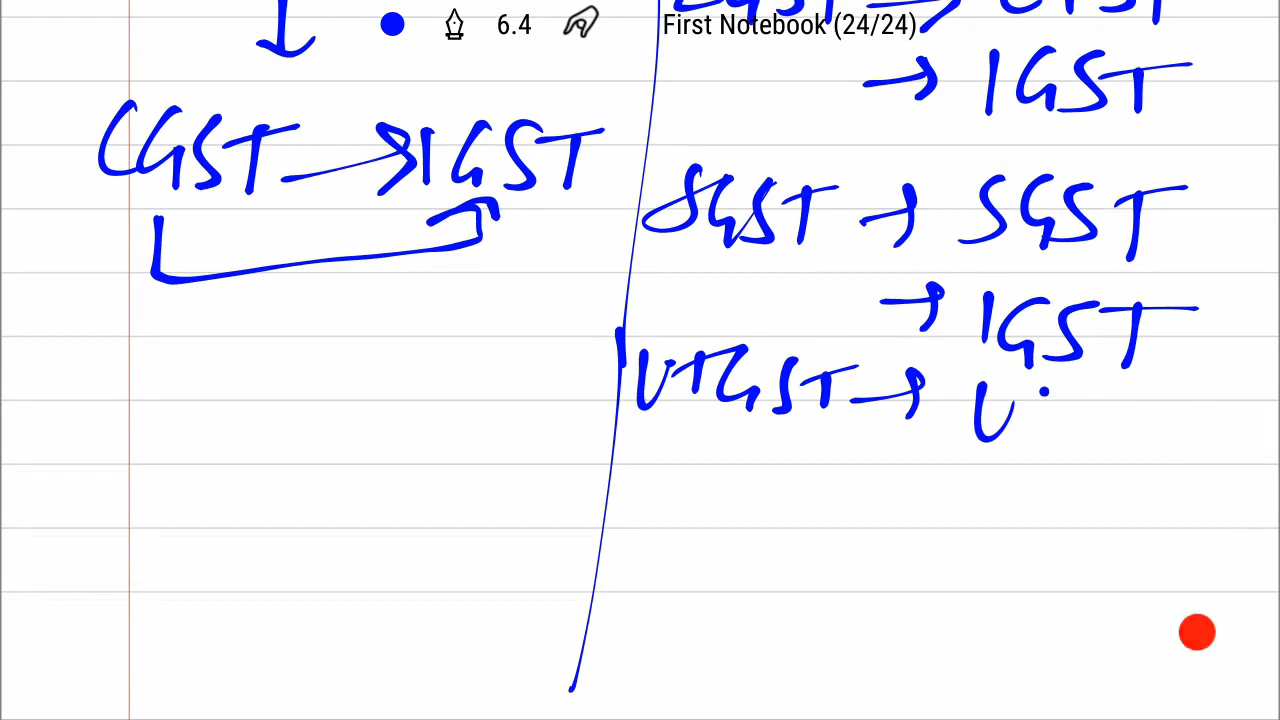 6.4 First Notebook (24/24)
CGST → IGST
→ IGST
SGST → SGST
→ IGST
UTGST → U